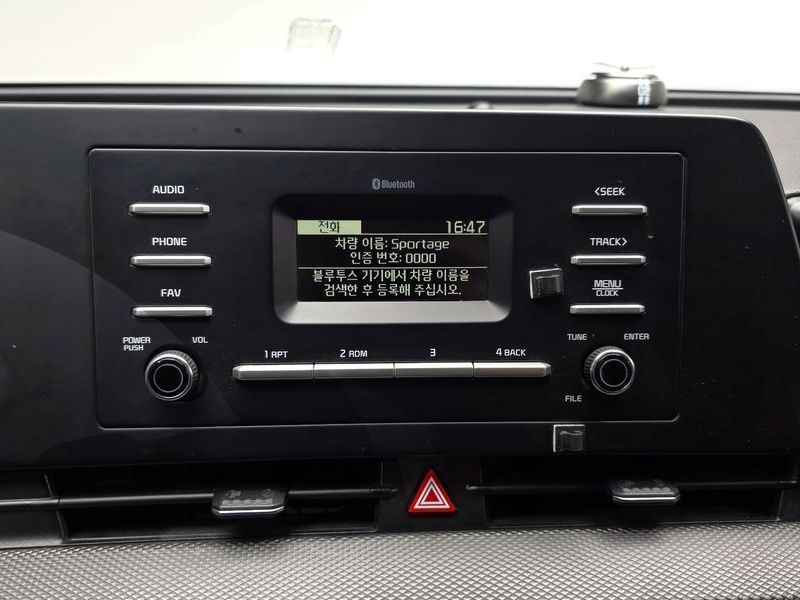 Bluetooth
AUDIO
<SEEK
전화 16:47
차량 이름: Sportage
인증 번호: 0000
블루투스 기기에서 차량 이름을
검색한 후 등록해 주십시오.
PHONE
TRACK>
FAV
MENU
CLOCK
POWER
PUSH
VOL
1 RPT
2 RDM
3
4 BACK
TUNE
ENTER
FILE